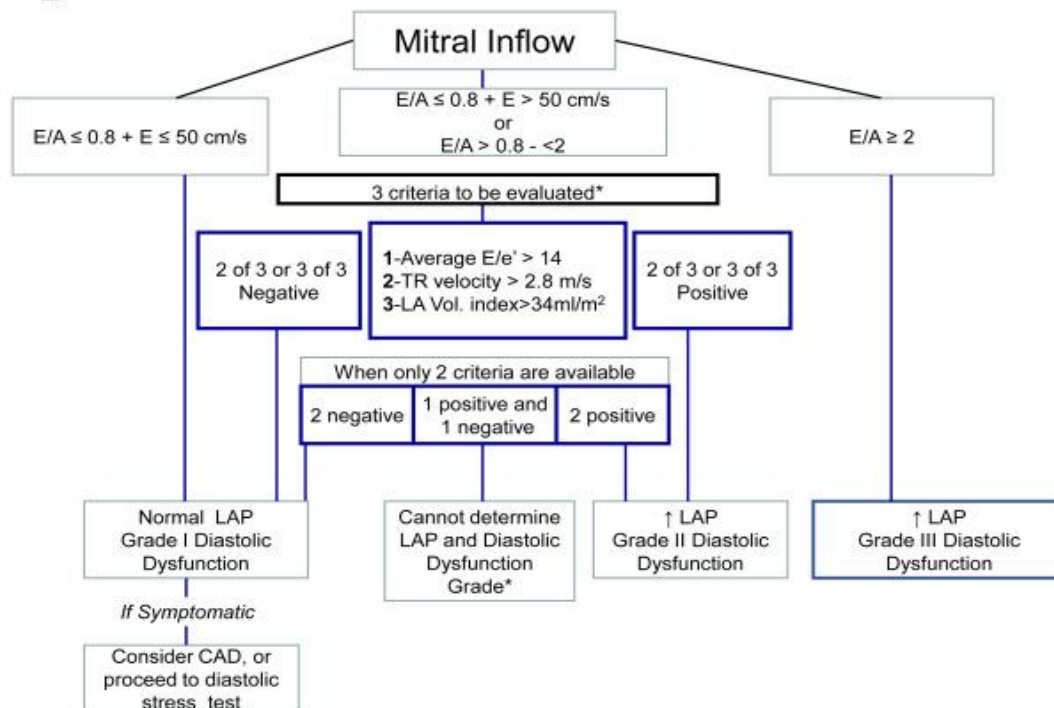 Mitral Inflow
E/A ≤ 0.8 + E ≤ 50 cm/s
E/A ≤ 0.8 + E > 50 cm/s
or
E/A > 0.8 - <2
E/A ≥ 2
3 criteria to be evaluated*
2 of 3 or 3 of 3
Negative
1-Average E/e' > 14
2-TR velocity > 2.8 m/s
3-LA Vol. index>34ml/m²
2 of 3 or 3 of 3
Positive
When only 2 criteria are available
2 negative
1 positive and
1 negative
2 positive
Normal LAP
Grade I Diastolic
Dysfunction
Cannot determine
LAP and Diastolic
Dysfunction
Grade*
↑ LAP
Grade II Diastolic
Dysfunction
↑ LAP
Grade III Diastolic
Dysfunction
If Symptomatic
Consider CAD, or
proceed to diastolic
stress test